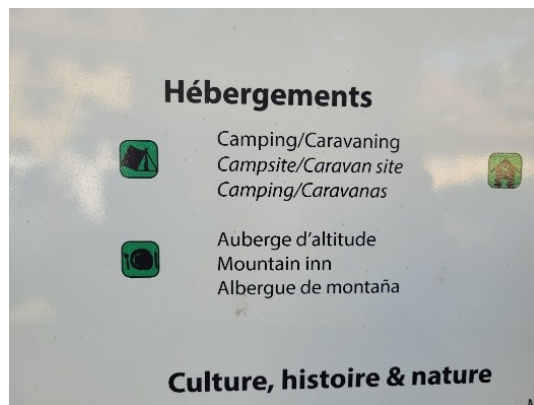 Hébergements
Camping/Caravaning
Campsite/Caravan site
Camping/Caravanas
Auberge d'altitude
Mountain inn
Albergue de montaña
Culture, histoire & nature